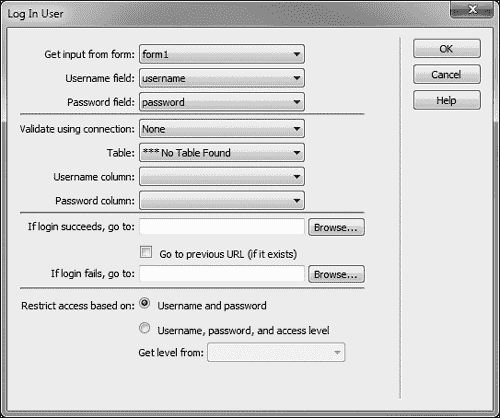 Log In User
Get input from form: form1
Username field: username
Password field: password
Validate using connection: None
Table: *** No Table Found
Username column:
Password column:
If login succeeds, go to: Browse...
Go to previous URL (if it exists)
If login fails, go to: Browse...
Restrict access based on: Username and password
Username, password, and access level
Get level from:
OK
Cancel
Help